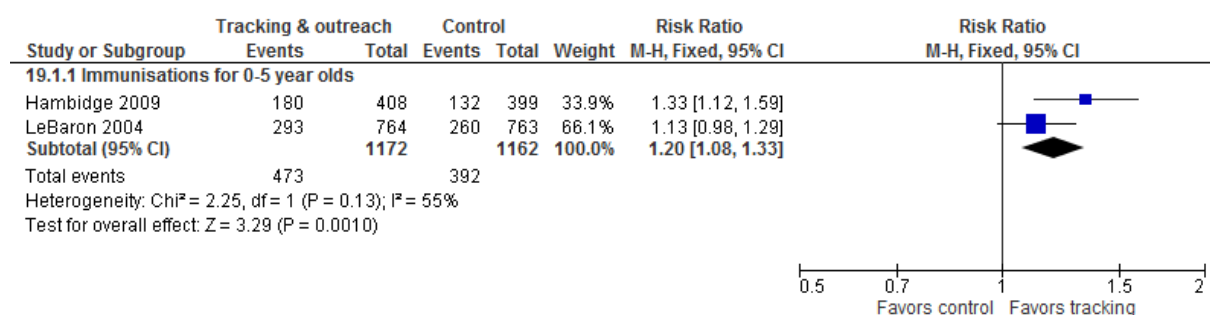 Tracking & outreach Control Risk Ratio Risk Ratio
Study or Subgroup Events Total Events Total Weight M-H, Fixed, 95% CI M-H, Fixed, 95% CI
19.1.1 Immunisations for 0-5 year olds
Hambidge 2009 180 408 132 399 33.9% 1.33 [1.12, 1.59]
LeBaron 2004 293 764 260 763 66.1% 1.13 [0.98, 1.29]
Subtotal (95% CI) 1172 1162 100.0% 1.20 [1.08, 1.33]
Total events 473 392
Heterogeneity: Chi² = 2.25, df = 1 (P = 0.13); I² = 55%
Test for overall effect: Z = 3.29 (P = 0.0010)
0.5 0.7 1 1.5 2
Favors control Favors tracking